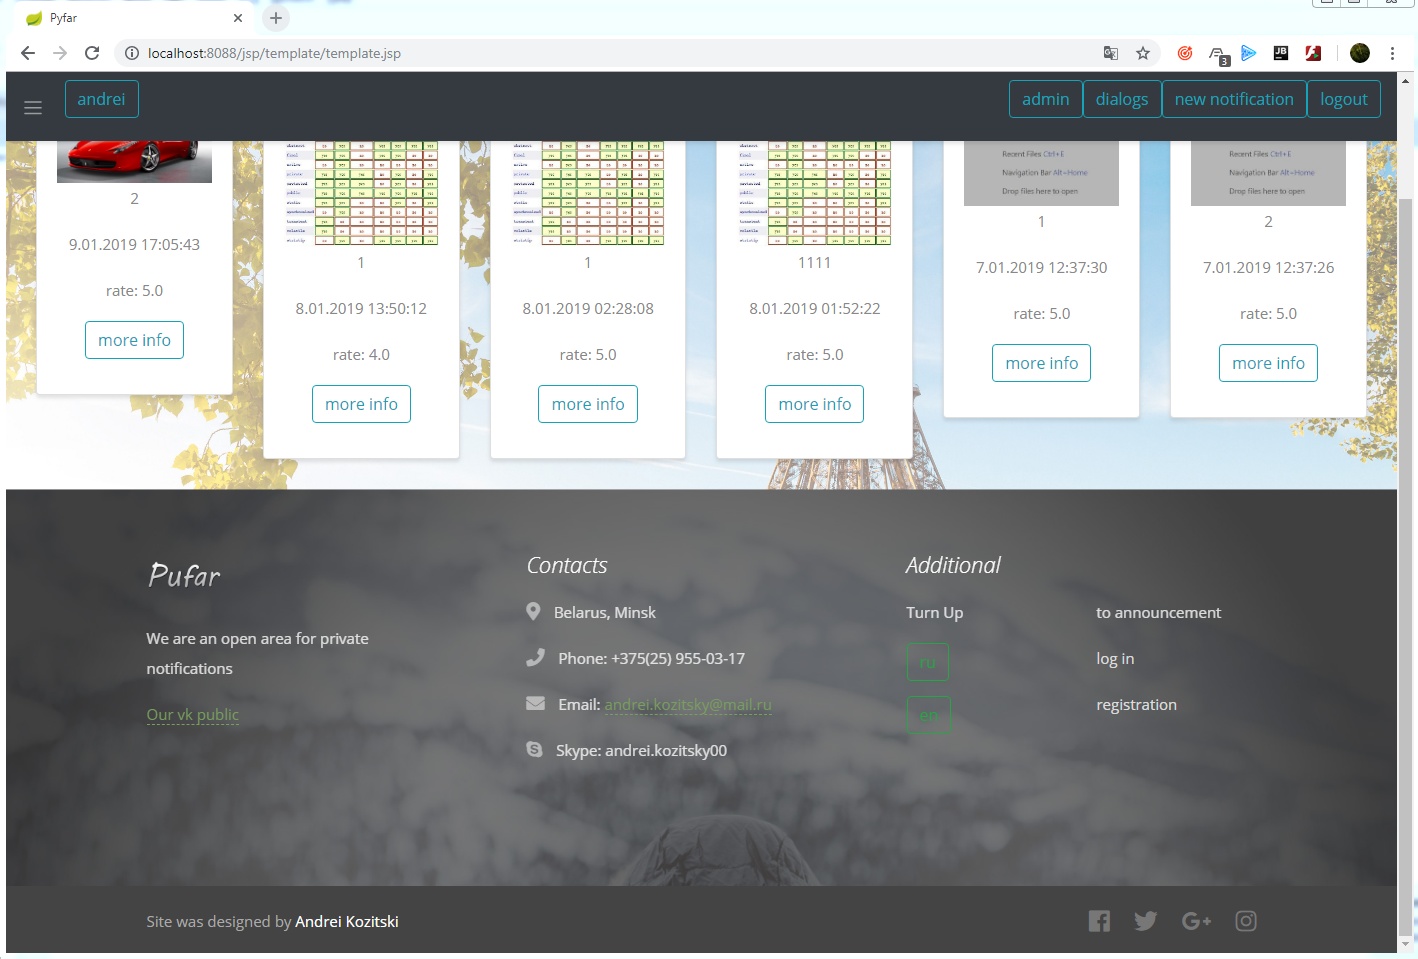 Pyfar
localhost:8088/jsp/template/template.jsp
3
JB
andrei
admin
dialogs
new notification
logout
Recent Files Ctrl+E
Navigation Bar Alt+Home
Drop files here to open
Recent Files Ctrl+E
Navigation Bar Alt+Home
Drop files here to open
2
9.01.2019 17:05:43
rate: 5.0
more info
1
8.01.2019 13:50:12
rate: 4.0
more info
1
8.01.2019 02:28:08
rate: 5.0
more info
1111
8.01.2019 01:52:22
rate: 5.0
more info
1
7.01.2019 12:37:30
rate: 5.0
more info
2
7.01.2019 12:37:26
rate: 5.0
more info
Pufar
We are an open area for private
notifications
Our vk public
Contacts
Belarus, Minsk
Phone: +375(25) 955-03-17
Email: andrei.kozitsky@mail.ru
Skype: andrei.kozitsky00
Additional
Turn Up
ru
en
to announcement
log in
registration
Site was designed by Andrei Kozitski